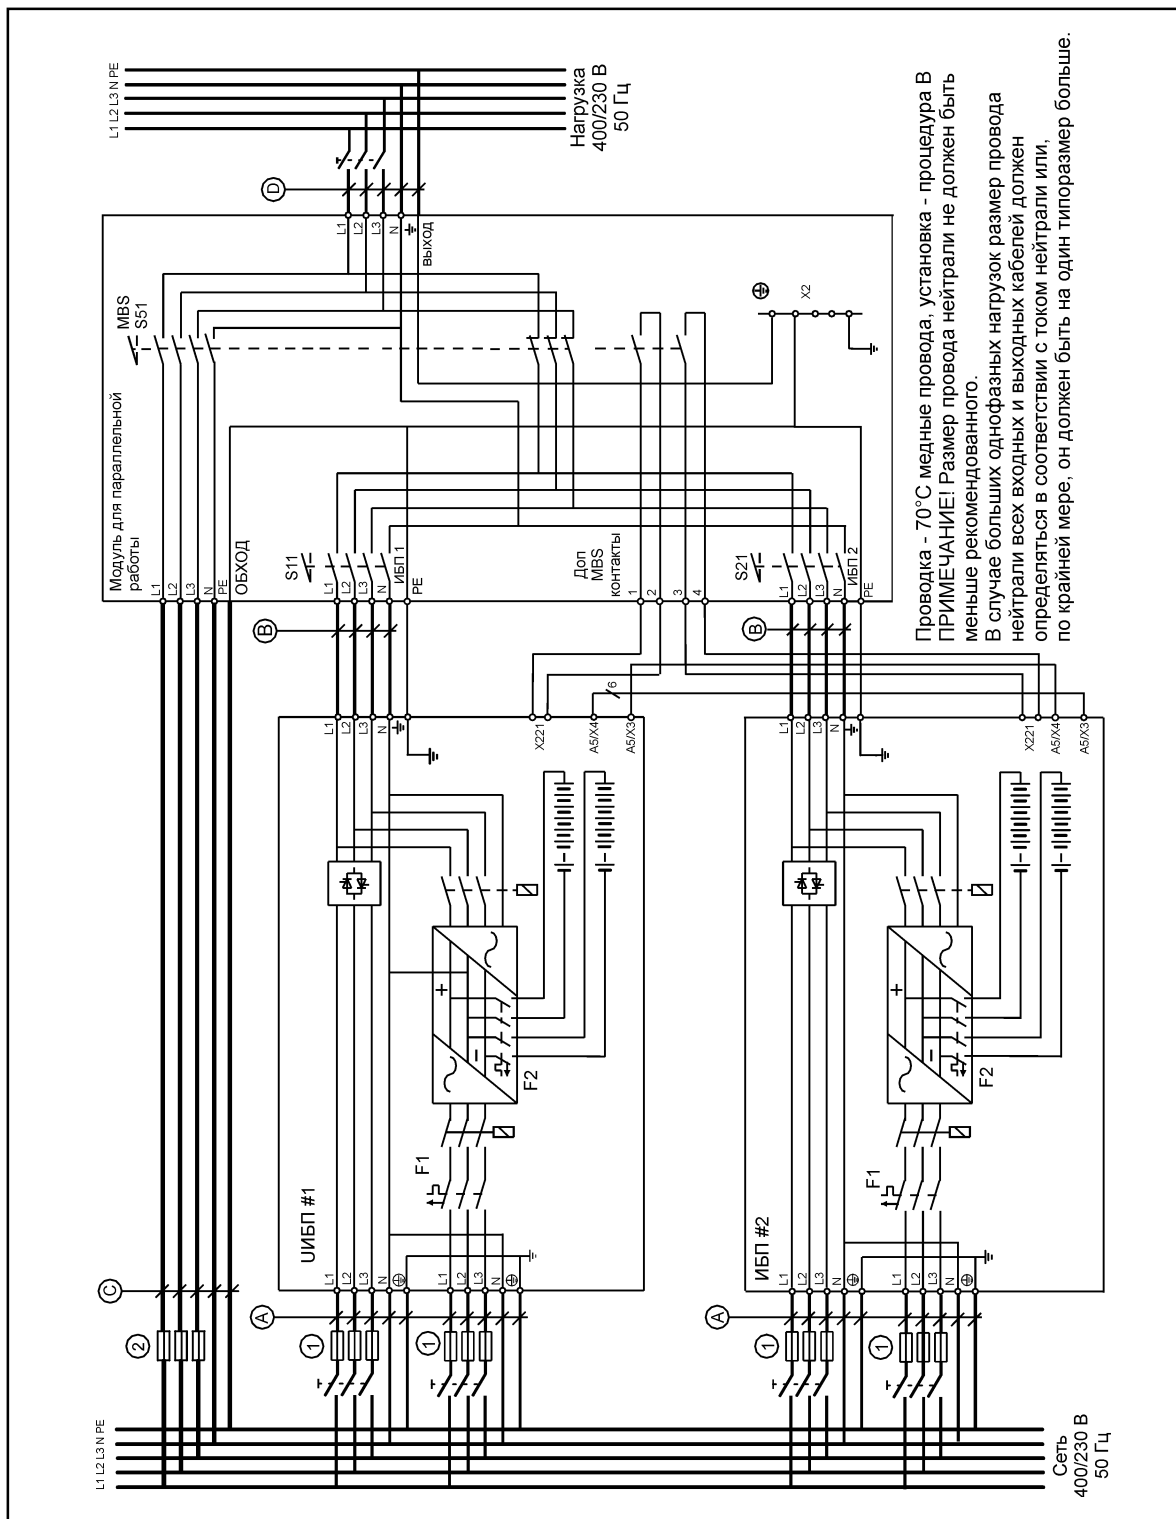 L1 L2 L3 N PE
Нагрузка
400/230 В
50 Гц
D
L1
L2
L3
N
ВЫХОД
MBS
S51
X2
Модуль для параллельной
работы
L1
L2
L3
N
PE
ОБХОД
S11
L1
L2
L3
N
ИБП 1
PE
Доп
MBS
контакты
1
2
3
4
S21
L1
L2
L3
N
ИБП 2
PE
B
B
6
L1
L2
L3
N
X221
A5/X4
A5/X3
L1
L2
L3
N
X221
A5/X4
A5/X3
+
−
F2
F1
UИБП #1
L1
L2
L3
N
L1
L2
L3
N
+
−
F2
F1
ИБП #2
L1
L2
L3
N
L1
L2
L3
N
C
A
A
2
1
1
1
1
L1 L2 L3 N PE
Сеть
400/230 В
50 Гц
Проводка - 70°C медные провода, установка - процедура В
ПРИМЕЧАНИЕ! Размер провода нейтрали не должен быть
меньше рекомендованного.
В случае больших однофазных нагрузок размер провода
нейтрали всех входных и выходных кабелей должен
определяться в соответствии с током нейтрали или,
по крайней мере, он должен быть на один типоразмер больше.